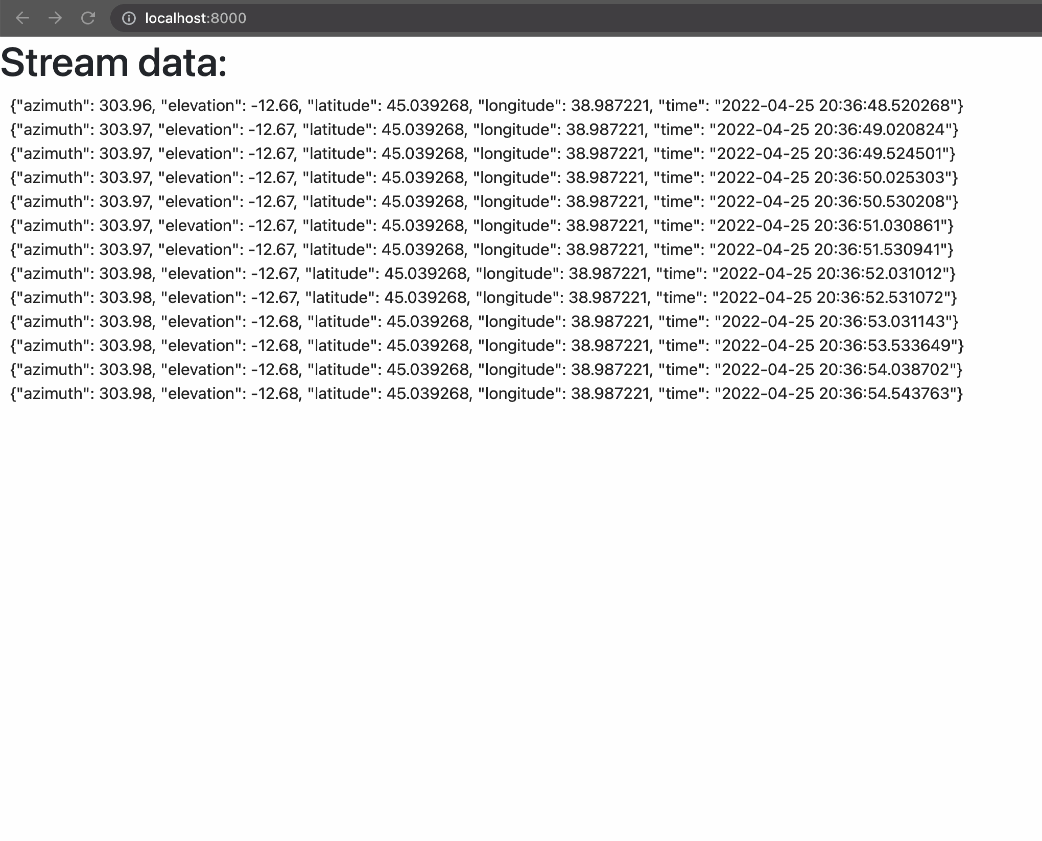 localhost:8000
Stream data:
{"azimuth": 303.96, "elevation": -12.66, "latitude": 45.039268, "longitude": 38.987221, "time": "2022-04-25 20:36:48.520268"}
{"azimuth": 303.97, "elevation": -12.67, "latitude": 45.039268, "longitude": 38.987221, "time": "2022-04-25 20:36:49.020824"}
{"azimuth": 303.97, "elevation": -12.67, "latitude": 45.039268, "longitude": 38.987221, "time": "2022-04-25 20:36:49.524501"}
{"azimuth": 303.97, "elevation": -12.67, "latitude": 45.039268, "longitude": 38.987221, "time": "2022-04-25 20:36:50.025303"}
{"azimuth": 303.97, "elevation": -12.67, "latitude": 45.039268, "longitude": 38.987221, "time": "2022-04-25 20:36:50.530208"}
{"azimuth": 303.97, "elevation": -12.67, "latitude": 45.039268, "longitude": 38.987221, "time": "2022-04-25 20:36:51.030861"}
{"azimuth": 303.97, "elevation": -12.67, "latitude": 45.039268, "longitude": 38.987221, "time": "2022-04-25 20:36:51.530941"}
{"azimuth": 303.98, "elevation": -12.67, "latitude": 45.039268, "longitude": 38.987221, "time": "2022-04-25 20:36:52.031012"}
{"azimuth": 303.98, "elevation": -12.67, "latitude": 45.039268, "longitude": 38.987221, "time": "2022-04-25 20:36:52.531072"}
{"azimuth": 303.98, "elevation": -12.68, "latitude": 45.039268, "longitude": 38.987221, "time": "2022-04-25 20:36:53.031143"}
{"azimuth": 303.98, "elevation": -12.68, "latitude": 45.039268, "longitude": 38.987221, "time": "2022-04-25 20:36:53.533649"}
{"azimuth": 303.98, "elevation": -12.68, "latitude": 45.039268, "longitude": 38.987221, "time": "2022-04-25 20:36:54.038702"}
{"azimuth": 303.98, "elevation": -12.68, "latitude": 45.039268, "longitude": 38.987221, "time": "2022-04-25 20:36:54.543763"}